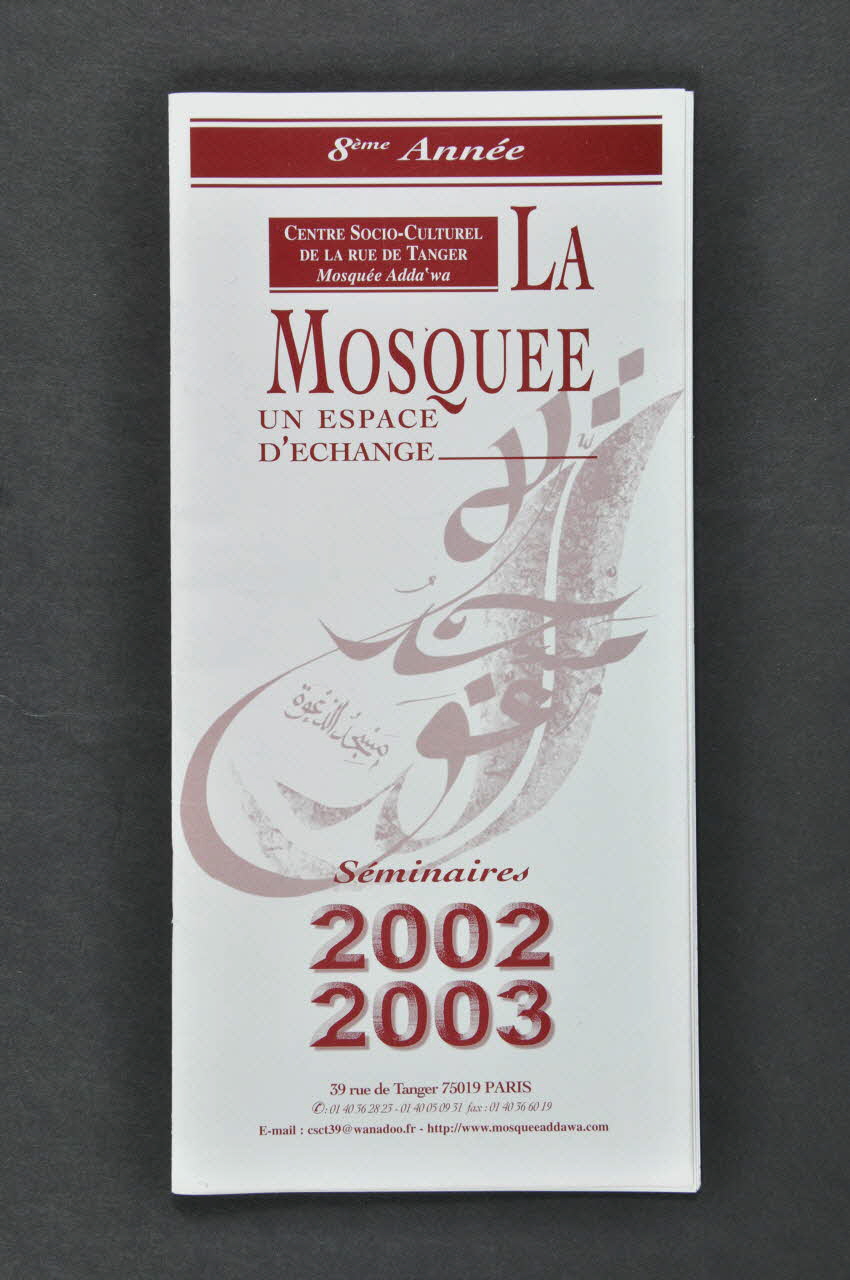 8ème Année
CENTRE SOCIO-CULTUREL
DE LA RUE DE TANGER
Mosquée Adda‘wa
LA
MOSQUEE
UN ESPACE
D'ECHANGE
مسجد الدعوة
Séminaires
2002
2003
39 rue de Tanger 75019 PARIS
✆: 01 40 36 28 25 - 01 40 05 09 31 fax : 01 40 36 60 19
E-mail : csct39@wanadoo.fr - http://www.mosqueeaddawa.com